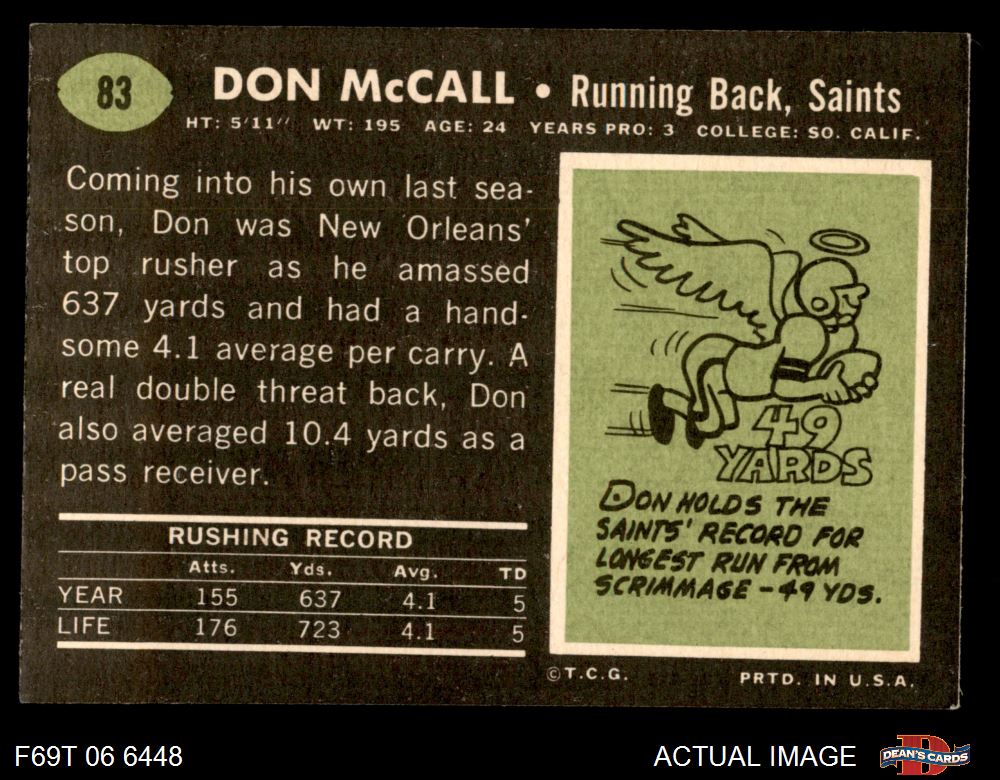 83
DON McCALL • Running Back, Saints
HT: 5'11'' WT: 195 AGE: 24 YEARS PRO: 3 COLLEGE: SO. CALIF.
Coming into his own last sea-
son, Don was New Orleans'
top rusher as he amassed
637 yards and had a hand-
some 4.1 average per carry. A
real double threat back, Don
also averaged 10.4 yards as a
pass receiver.
RUSHING RECORD
Atts. Yds. Avg. TD
YEAR 155 637 4.1 5
LIFE 176 723 4.1 5
49
YARDS
DON HOLDS THE
SAINTS' RECORD FOR
LONGEST RUN FROM
SCRIMMAGE - 49 YDS.
©T.C.G. PRTD. IN U.S.A.
F69T 06 6448 ACTUAL IMAGE DEAN'S CARDS